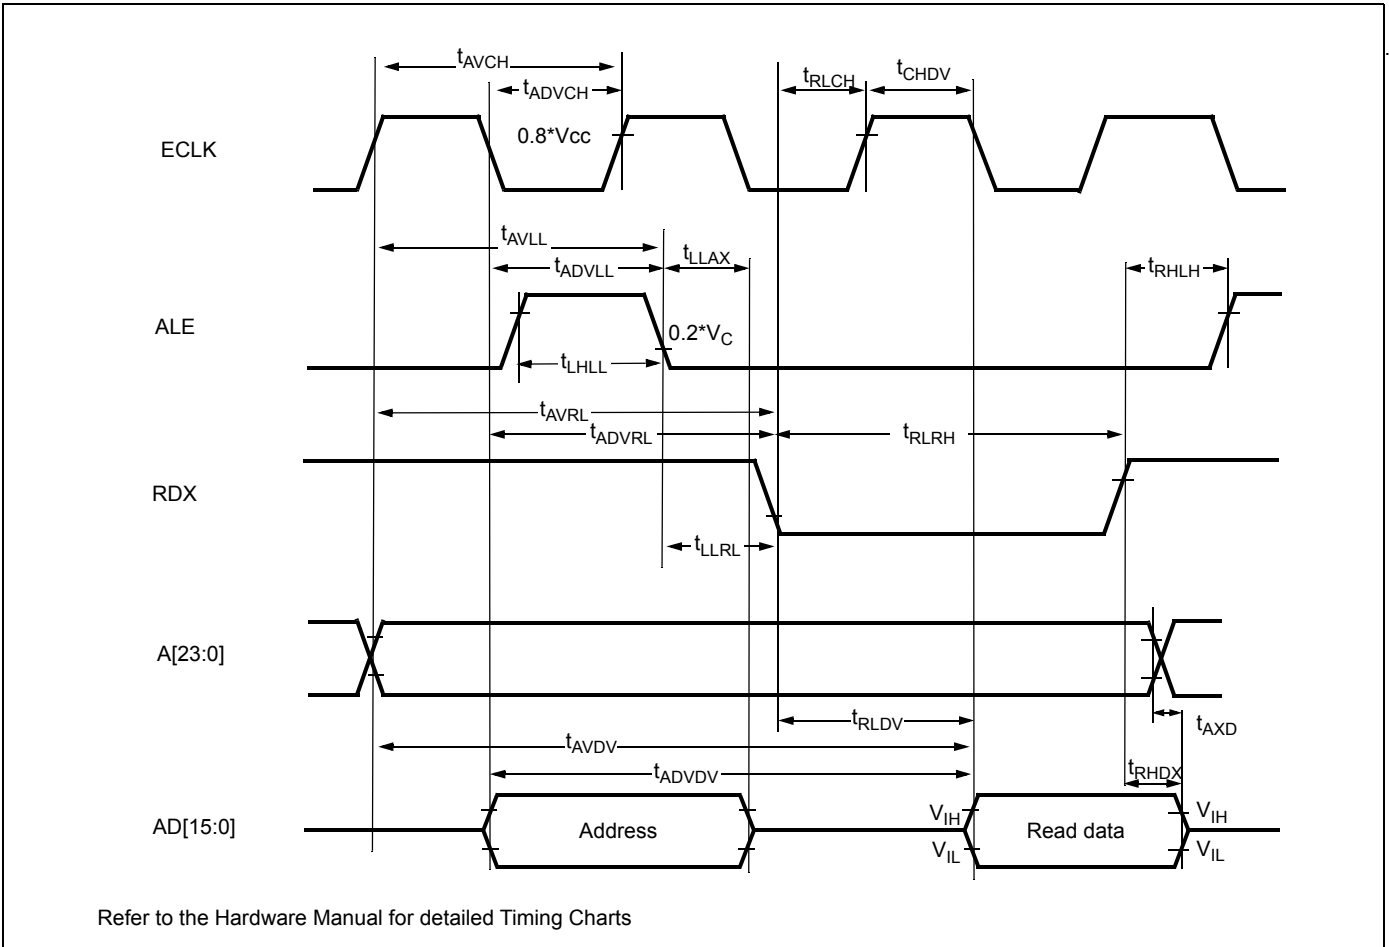 tAVCH
tADVCH
tRLCH
tCHDV
ECLK
0.8*Vcc
tAVLL
tADVLL
tLLAX
tRHLH
ALE
0.2*VC
tLHLL
tAVRL
tADVRL
tRLRH
RDX
tLLRL
A[23:0]
tRLDV
tAXD
tAVDV
tADVDV
tRHDX
AD[15:0]
Address
VIH
VIL
Read data
VIH
VIL
Refer to the Hardware Manual for detailed Timing Charts